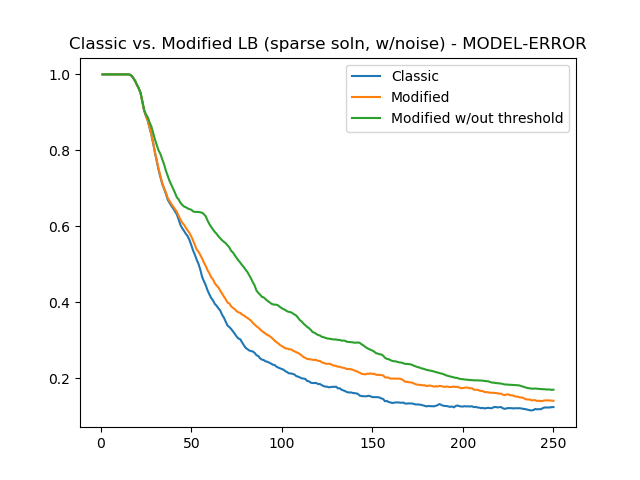 Classic vs. Modified LB (sparse soln, w/noise) - MODEL-ERROR
Classic
Modified
Modified w/out threshold
1.0
0.8
0.6
0.4
0.2
0 50 100 150 200 250